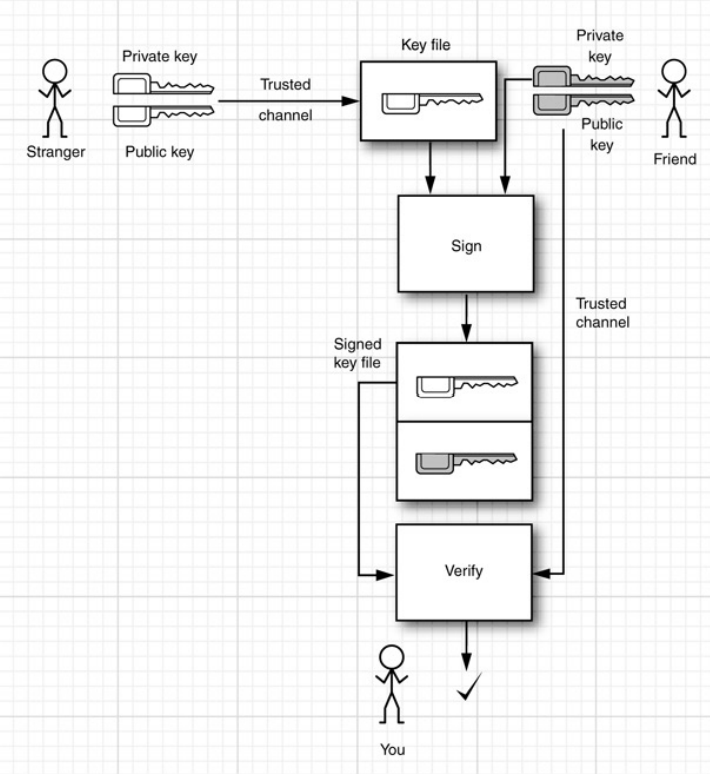 Private key
Public key
Stranger
Trusted
channel
Key file
Private
key
Public
key
Friend
Sign
Trusted
channel
Signed
key file
Verify
You